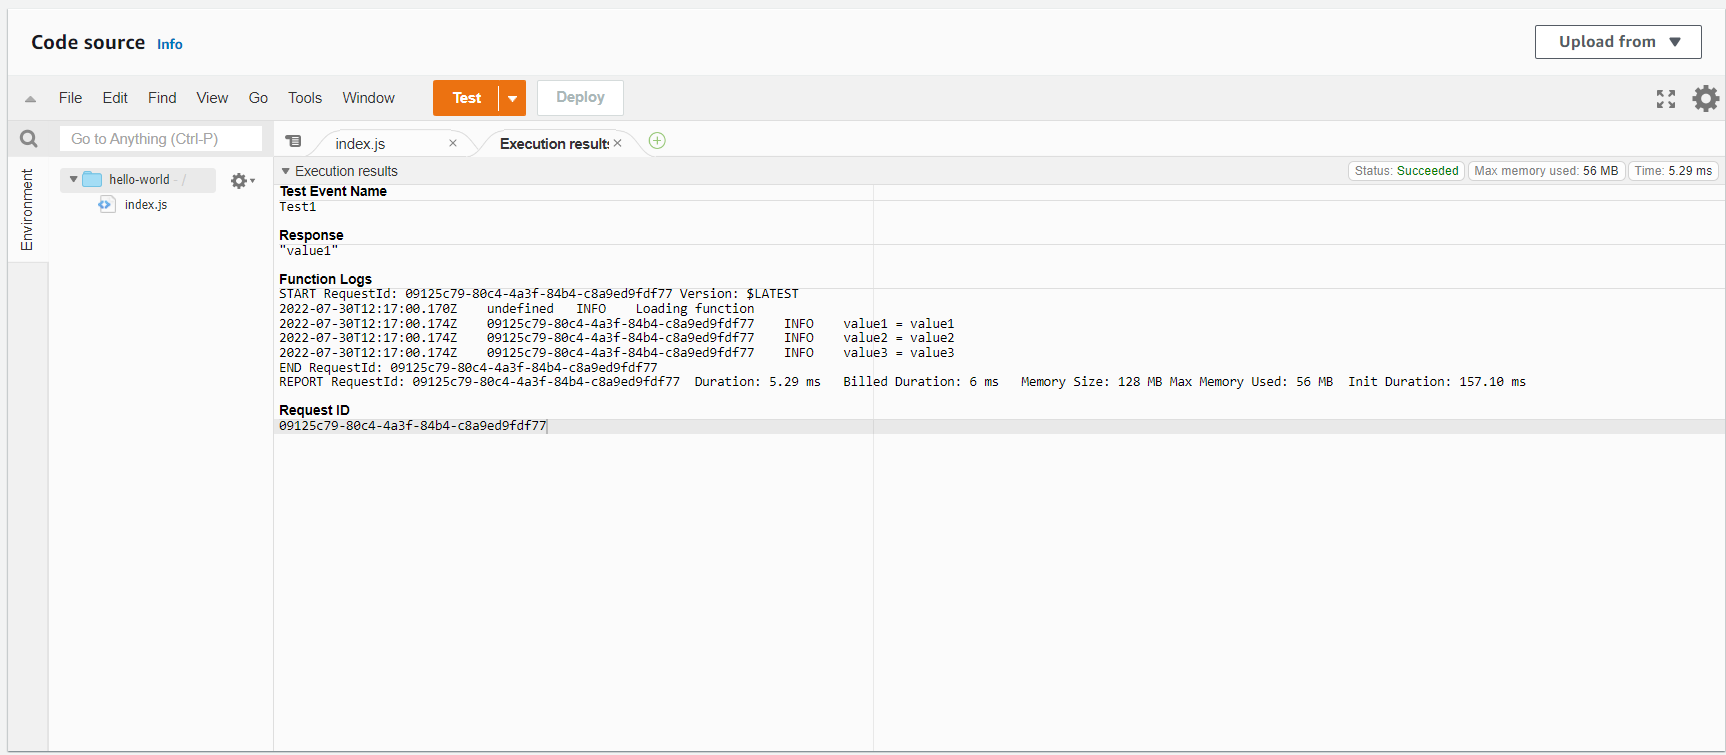 Code source Info
Upload from
File Edit Find View Go Tools Window Test Deploy
Go to Anything (Ctrl-P)
index.js Execution results
Environment
hello-world - /
index.js
Execution results
Status: Succeeded Max memory used: 56 MB Time: 5.29 ms
Test Event Name
Test1
Response
"value1"
Function Logs
START RequestId: 09125c79-80c4-4a3f-84b4-c8a9ed9fdf77 Version: $LATEST
2022-07-30T12:17:00.170Z undefined INFO Loading function
2022-07-30T12:17:00.174Z 09125c79-80c4-4a3f-84b4-c8a9ed9fdf77 INFO value1 = value1
2022-07-30T12:17:00.174Z 09125c79-80c4-4a3f-84b4-c8a9ed9fdf77 INFO value2 = value2
2022-07-30T12:17:00.174Z 09125c79-80c4-4a3f-84b4-c8a9ed9fdf77 INFO value3 = value3
END RequestId: 09125c79-80c4-4a3f-84b4-c8a9ed9fdf77
REPORT RequestId: 09125c79-80c4-4a3f-84b4-c8a9ed9fdf77 Duration: 5.29 ms Billed Duration: 6 ms Memory Size: 128 MB Max Memory Used: 56 MB Init Duration: 157.10 ms
Request ID
09125c79-80c4-4a3f-84b4-c8a9ed9fdf77